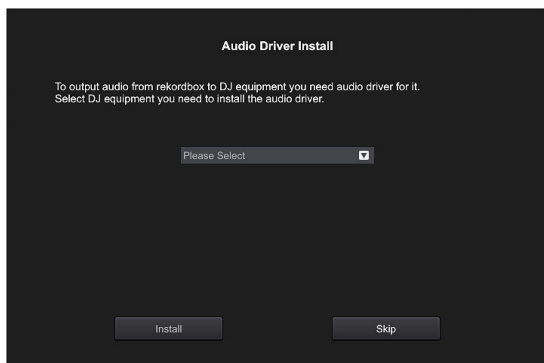 Audio Driver Install
To output audio from rekordbox to DJ equipment you need audio driver for it.
Select DJ equipment you need to install the audio driver.
Please Select
Install
Skip